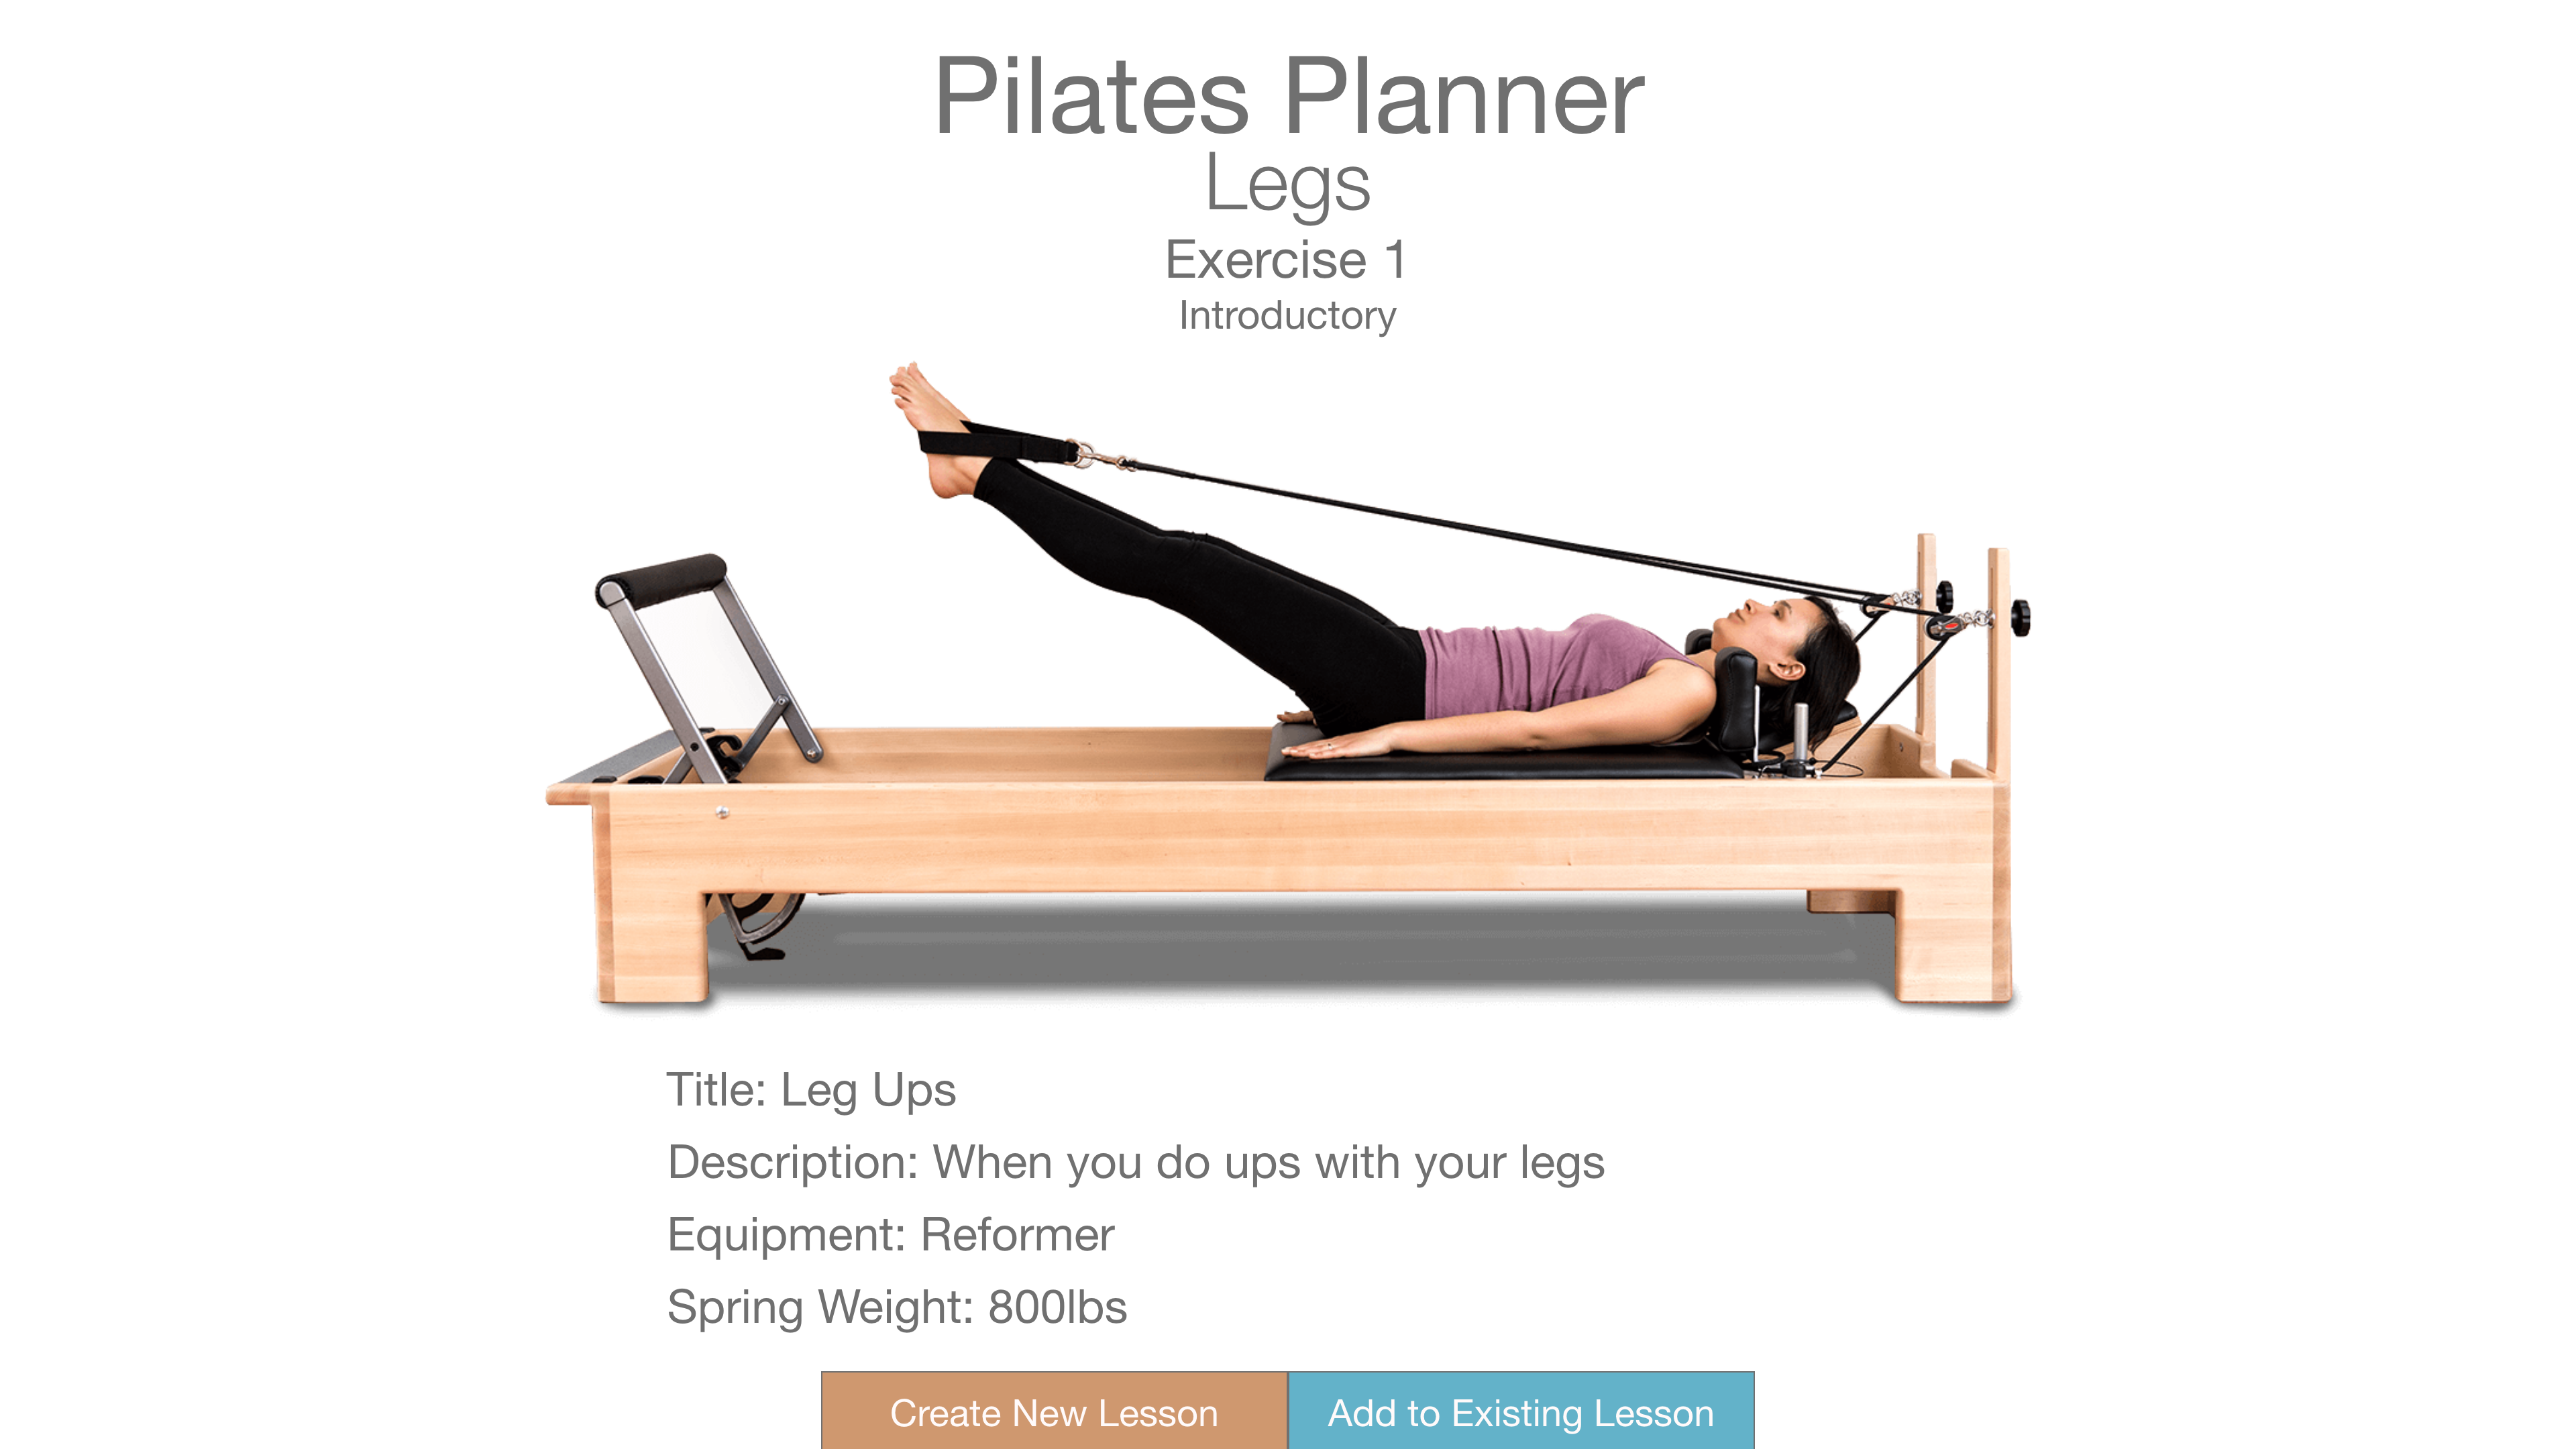 Pilates Planner
Legs
Exercise 1
Introductory
Title: Leg Ups
Description: When you do ups with your legs
Equipment: Reformer
Spring Weight: 800lbs
Create New Lesson
Add to Existing Lesson